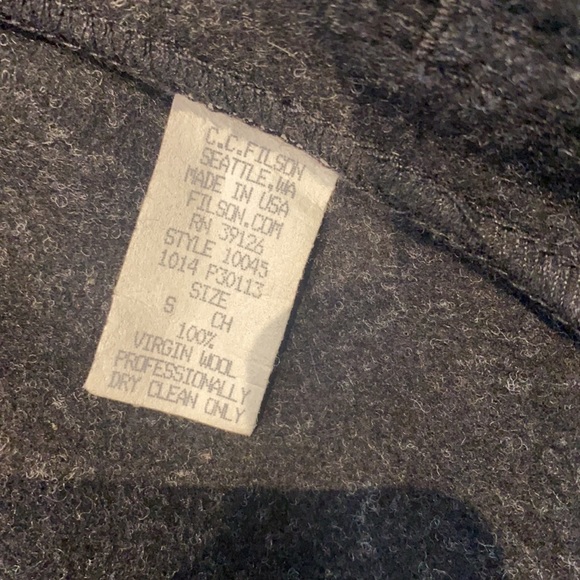 C.C.FILSON
SEATTLE,WA
MADE IN USA
FILSON.COM
RN 39126
STYLE 10045
1014 P30113
SIZE
S CH
100%
VIRGIN WOOL
PROFESSIONALLY
DRY CLEAN ONLY